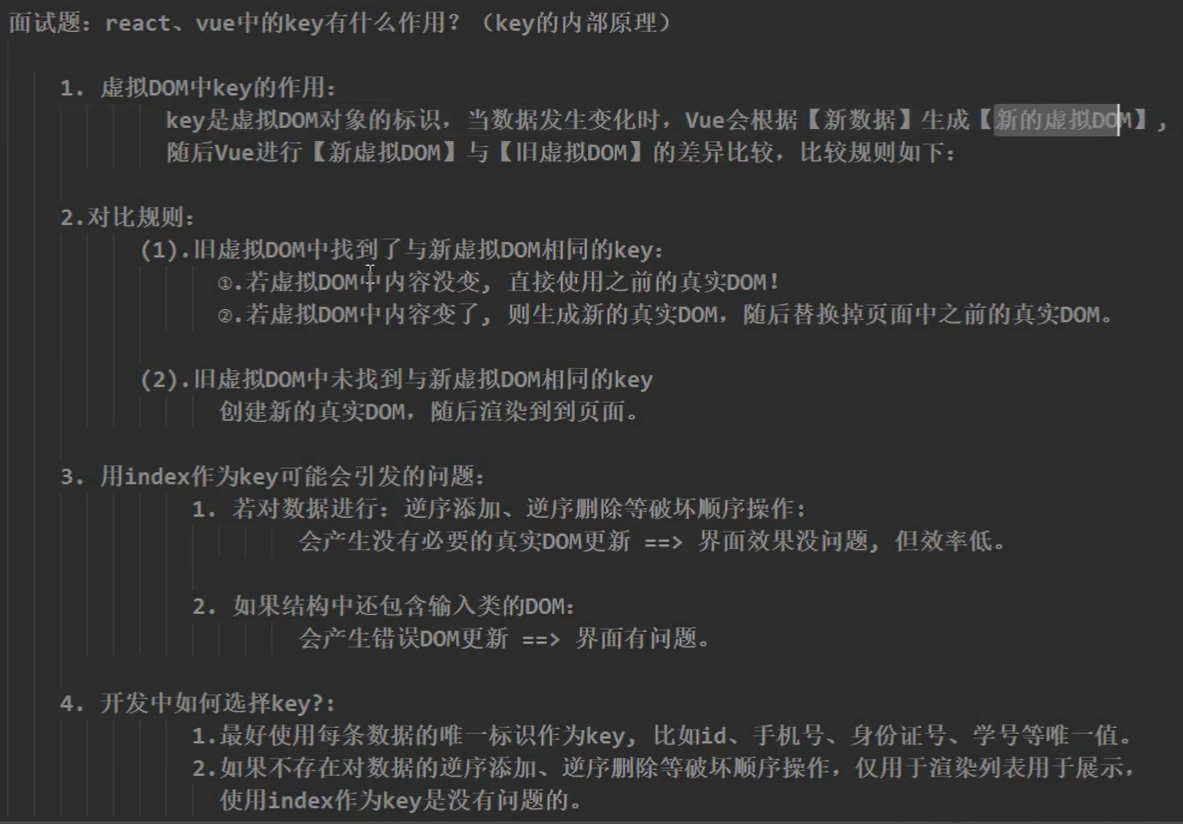 面试题：react、vue中的key有什么作用？（key的内部原理）
1. 虚拟DOM中key的作用：
key是虚拟DOM对象的标识，当数据发生变化时，Vue会根据【新数据】生成【新的虚拟DOM】,
随后Vue进行【新虚拟DOM】与【旧虚拟DOM】的差异比较，比较规则如下：
2.对比规则：
(1).旧虚拟DOM中找到了与新虚拟DOM相同的key：
①.若虚拟DOM中内容没变, 直接使用之前的真实DOM！
②.若虚拟DOM中内容变了, 则生成新的真实DOM，随后替换掉页面中之前的真实DOM。
(2).旧虚拟DOM中未找到与新虚拟DOM相同的key
创建新的真实DOM，随后渲染到到页面。
3. 用index作为key可能会引发的问题：
1. 若对数据进行：逆序添加、逆序删除等破坏顺序操作：
会产生没有必要的真实DOM更新 ==> 界面效果没问题, 但效率低。
2. 如果结构中还包含输入类的DOM：
会产生错误DOM更新 ==> 界面有问题。
4. 开发中如何选择key?：
1.最好使用每条数据的唯一标识作为key, 比如id、手机号、身份证号、学号等唯一值。
2.如果不存在对数据的逆序添加、逆序删除等破坏顺序操作，仅用于渲染列表用于展示，
使用index作为key是没有问题的。